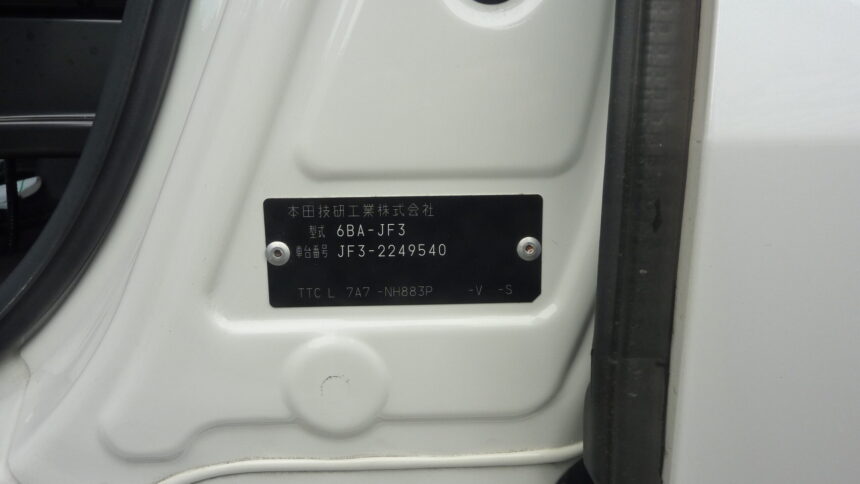 本田技研工業株式会社
型式 6BA-JF3
車台番号 JF3-2249540
TTC L 7A7 -NH883P -V -S